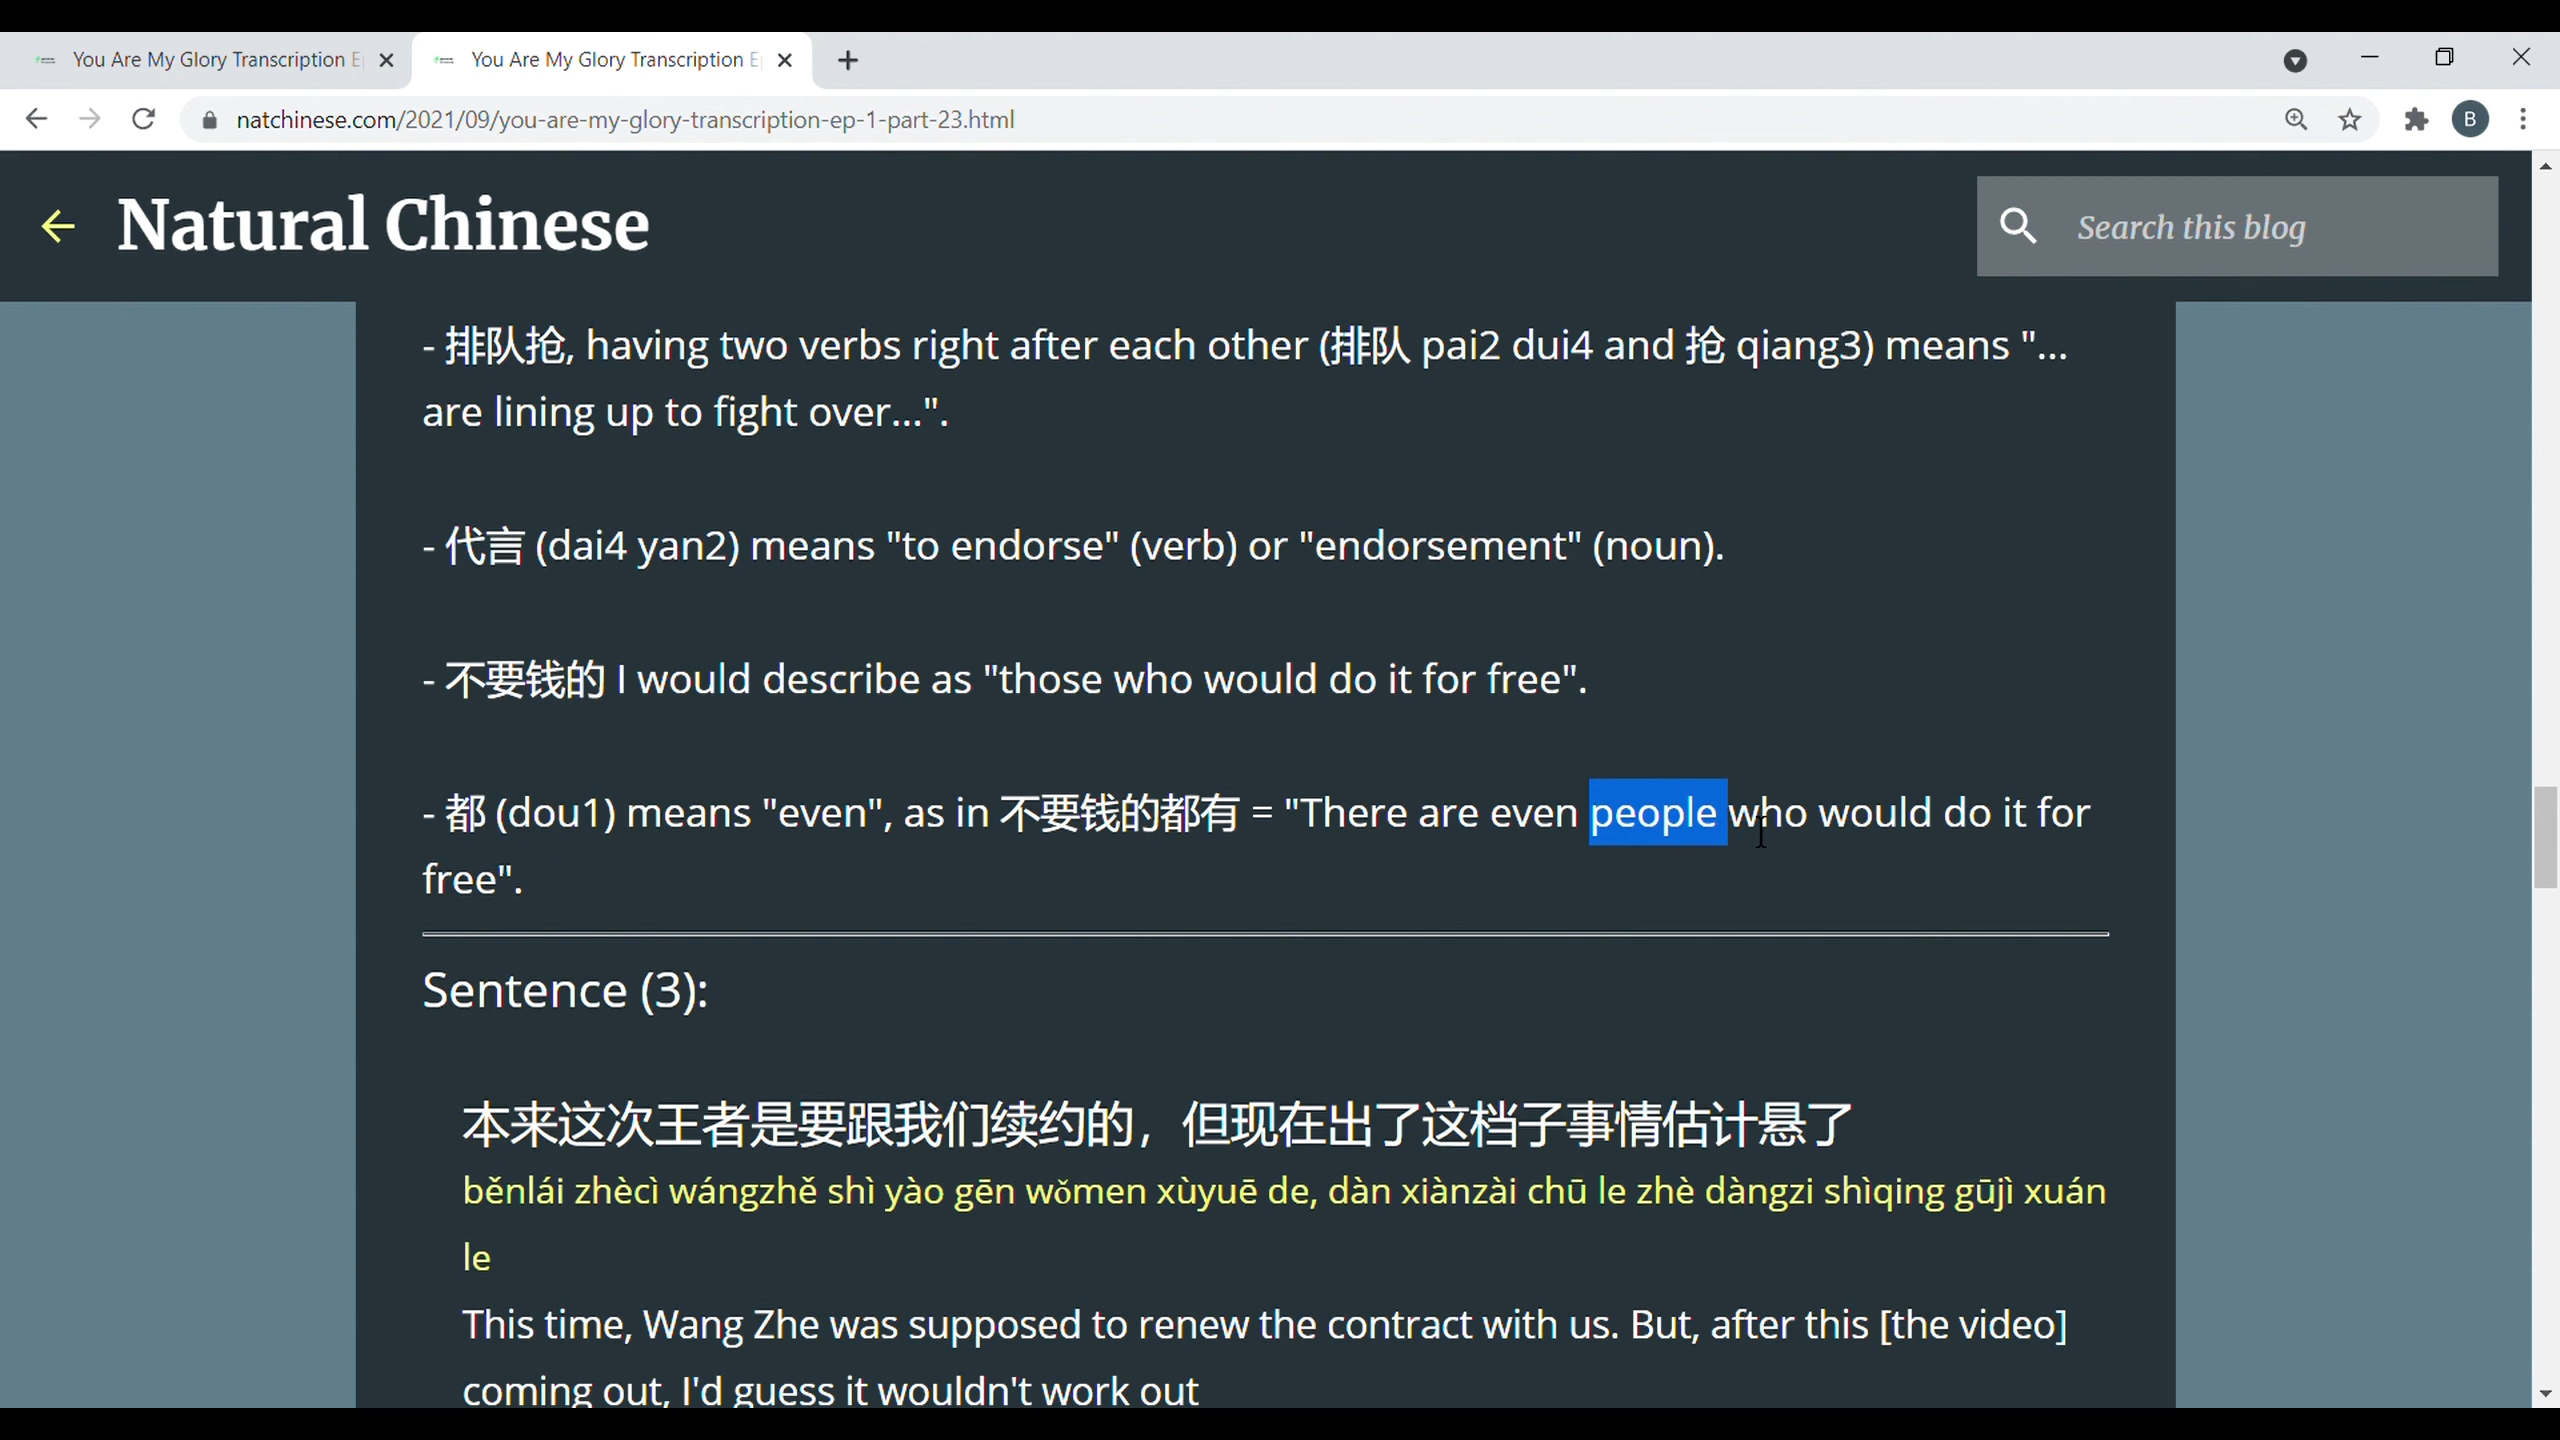 You Are My Glory Transcription E
You Are My Glory Transcription E
natchinese.com/2021/09/you-are-my-glory-transcription-ep-1-part-23.html
B
Natural Chinese
Search this blog
- 排队抢, having two verbs right after each other (排队 pai2 dui4 and 抢 qiang3) means "...
are lining up to fight over...".
- 代言 (dai4 yan2) means "to endorse" (verb) or "endorsement" (noun).
- 不要钱的 I would describe as "those who would do it for free".
- 都 (dou1) means "even", as in 不要钱的都有 = "There are even people who would do it for
free".
Sentence (3):
本来这次王者是要跟我们续约的，但现在出了这档子事情估计悬了
běnlái zhècì wángzhě shì yào gēn wǒmen xùyuē de, dàn xiànzài chū le zhè dàngzi shìqing gūjì xuán
le
This time, Wang Zhe was supposed to renew the contract with us. But, after this [the video]
coming out, I'd guess it wouldn't work out